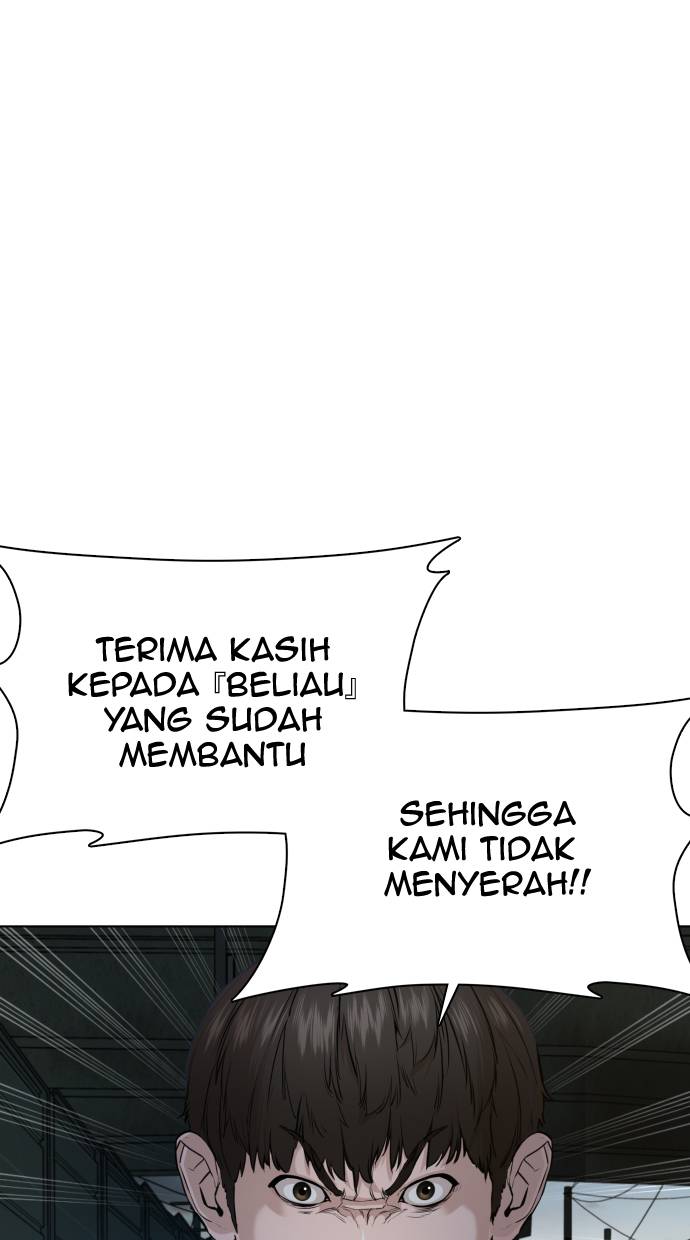 TERIMA KASIH
KEPADA『BELIAU』
YANG SUDAH
MEMBANTU
SEHINGGA
KAMI TIDAK
MENYERAH!!